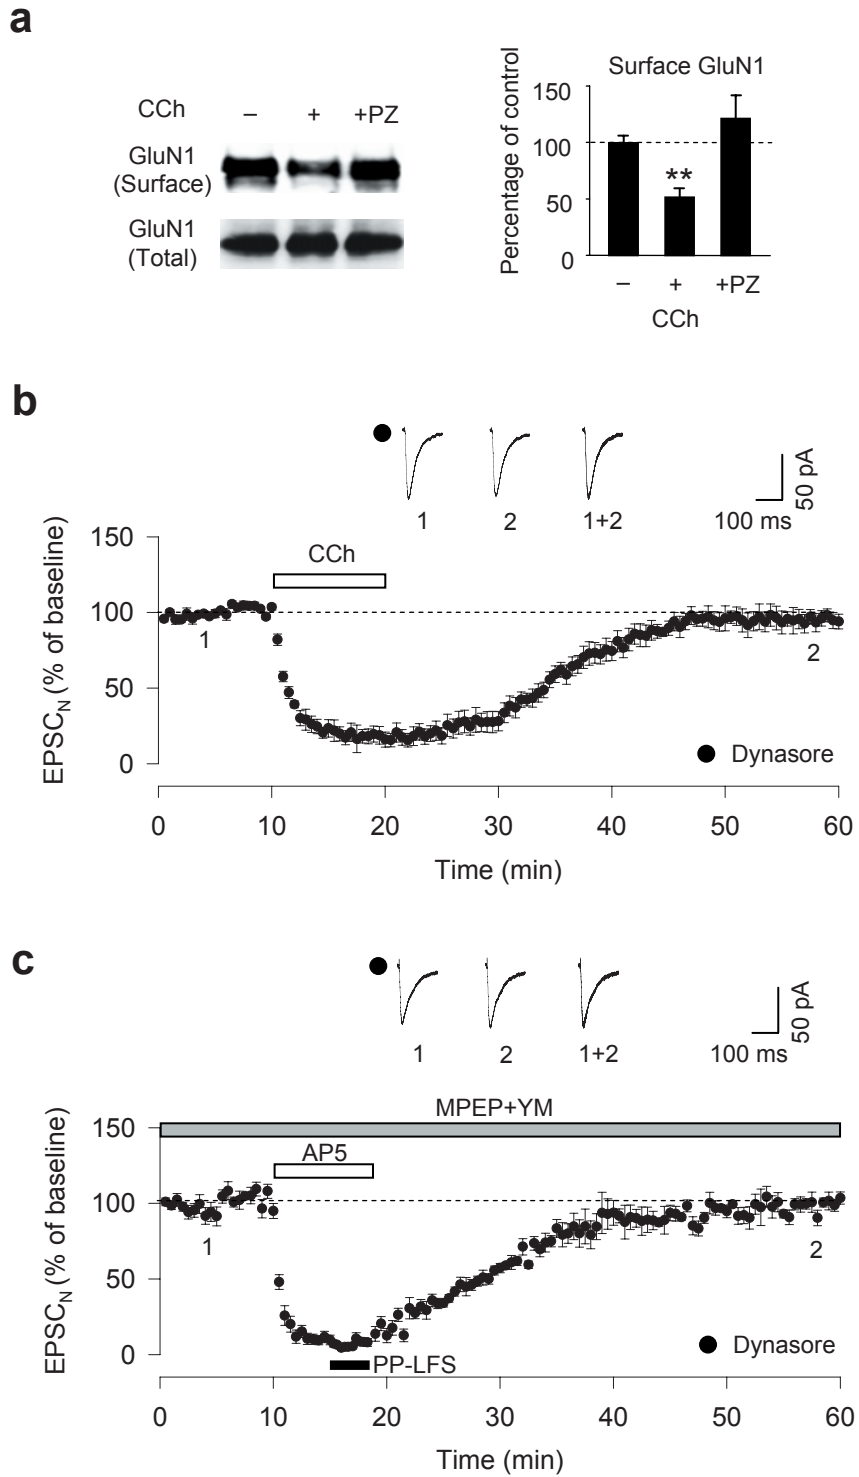 a
CCh – + +PZ
GluN1
(Surface)
GluN1
(Total)
Surface GluN1
Percentage of control
150
100
50
0
**
– + +PZ
CCh
b
1 2 1+2
50 pA
100 ms
EPSCN (% of baseline)
150
100
50
0
CCh
1
2
Dynasore
0 10 20 30 40 50 60
Time (min)
c
1 2 1+2
50 pA
100 ms
EPSCN (% of baseline)
MPEP+YM
150
100
50
0
AP5
1
2
PP-LFS
Dynasore
0 10 20 30 40 50 60
Time (min)